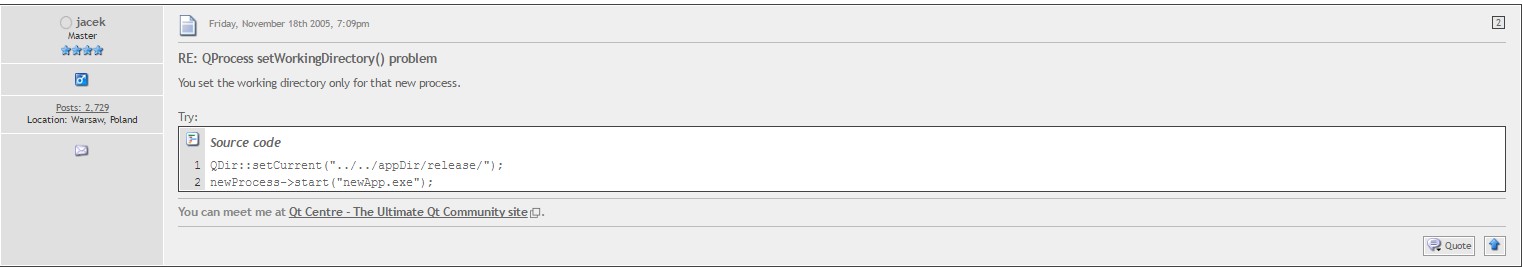 jacek
Master
Posts: 2,729
Location: Warsaw, Poland
Friday, November 18th 2005, 7:09pm
2
RE: QProcess setWorkingDirectory() problem
You set the working directory only for that new process.
Try:
Source code
1 QDir::setCurrent("../../appDir/release/");
2 newProcess->start("newApp.exe");
You can meet me at Qt Centre - The Ultimate Qt Community site.
Quote